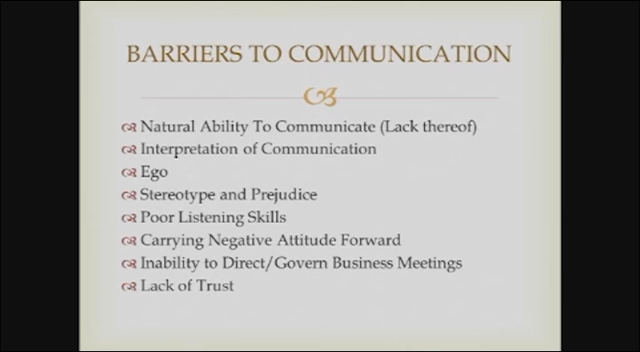 BARRIERS TO COMMUNICATION
Natural Ability To Communicate (Lack thereof)
Interpretation of Communication
Ego
Stereotype and Prejudice
Poor Listening Skills
Carrying Negative Attitude Forward
Inability to Direct/Govern Business Meetings
Lack of Trust